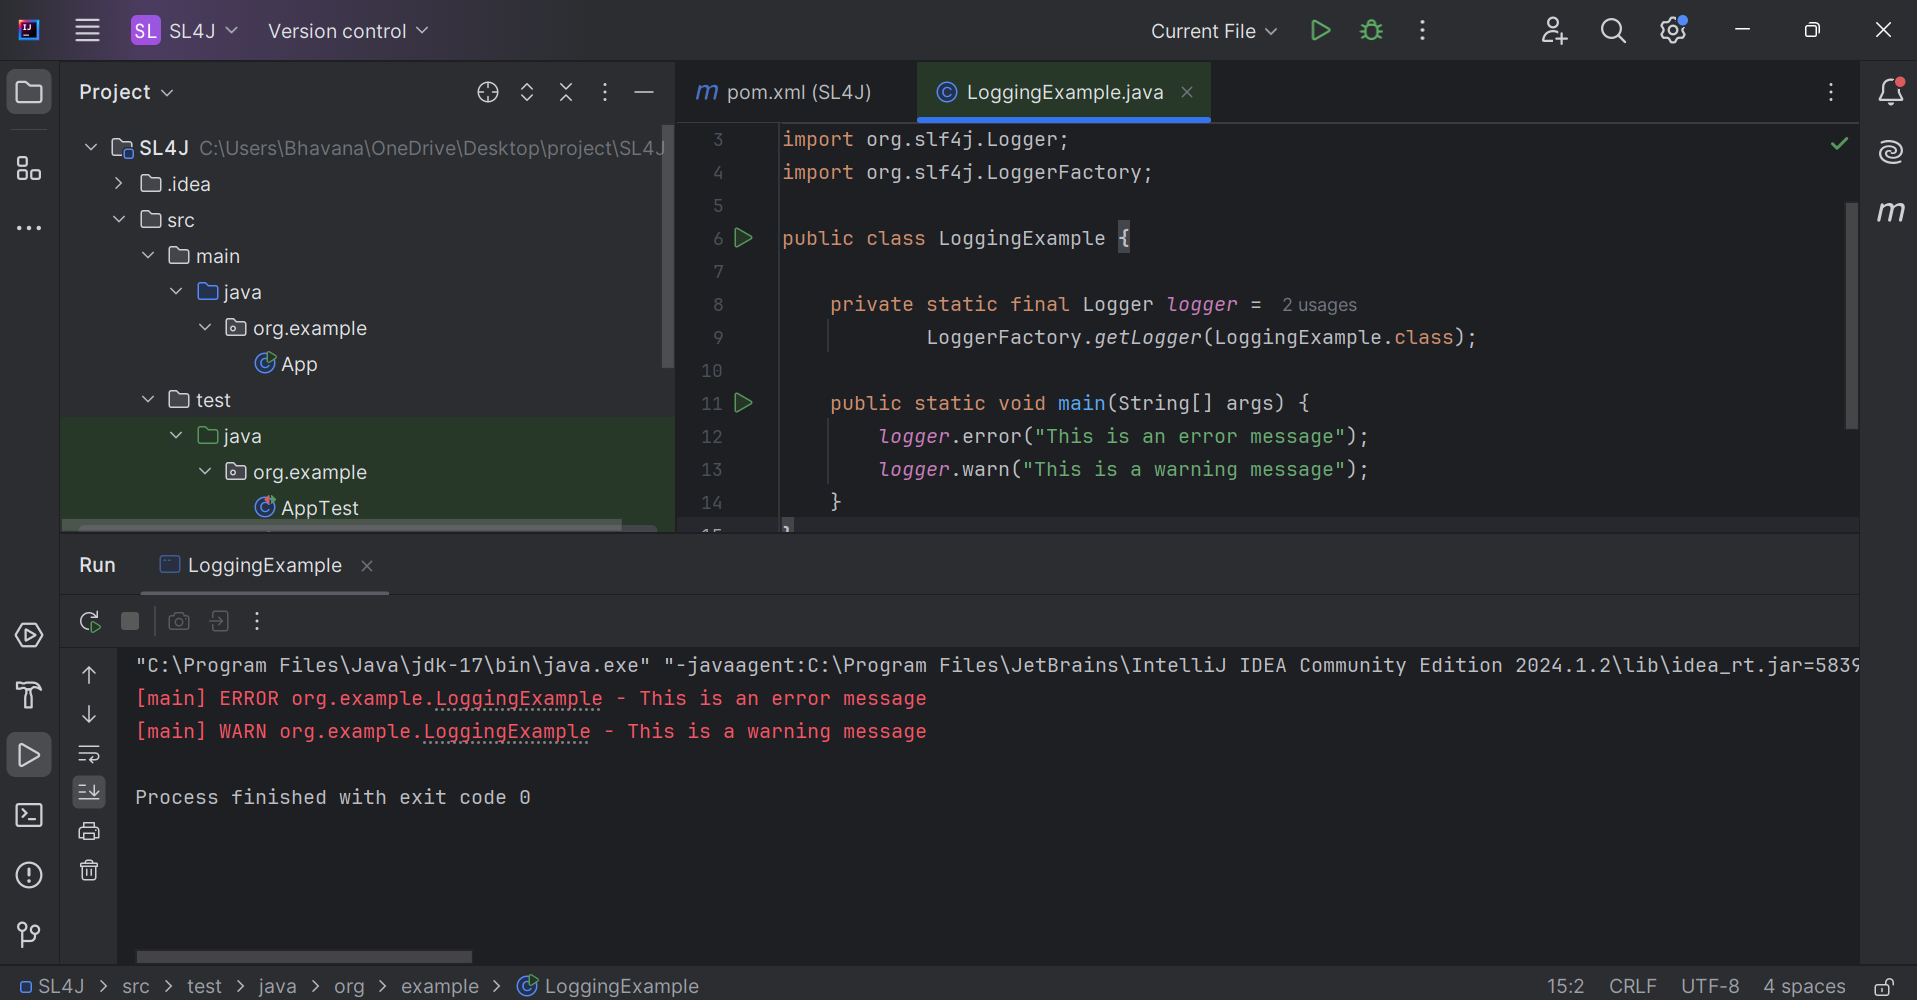 SL SL4J Version control Current File
Project
SL4J C:\Users\Bhavana\OneDrive\Desktop\project\SL4J
.idea
src
main
java
org.example
App
test
java
org.example
AppTest
m pom.xml (SL4J) LoggingExample.java
3 import org.slf4j.Logger;
4 import org.slf4j.LoggerFactory;
5
6 public class LoggingExample {
7
8 private static final Logger logger = 2 usages
9 LoggerFactory.getLogger(LoggingExample.class);
10
11 public static void main(String[] args) {
12 logger.error("This is an error message");
13 logger.warn("This is a warning message");
14 }
15 }
Run LoggingExample
"C:\Program Files\Java\jdk-17\bin\java.exe" "-javaagent:C:\Program Files\JetBrains\IntelliJ IDEA Community Edition 2024.1.2\lib\idea_rt.jar=5839
[main] ERROR org.example.LoggingExample - This is an error message
[main] WARN org.example.LoggingExample - This is a warning message
Process finished with exit code 0
SL4J > src > test > java > org > example > LoggingExample 15:2 CRLF UTF-8 4 spaces